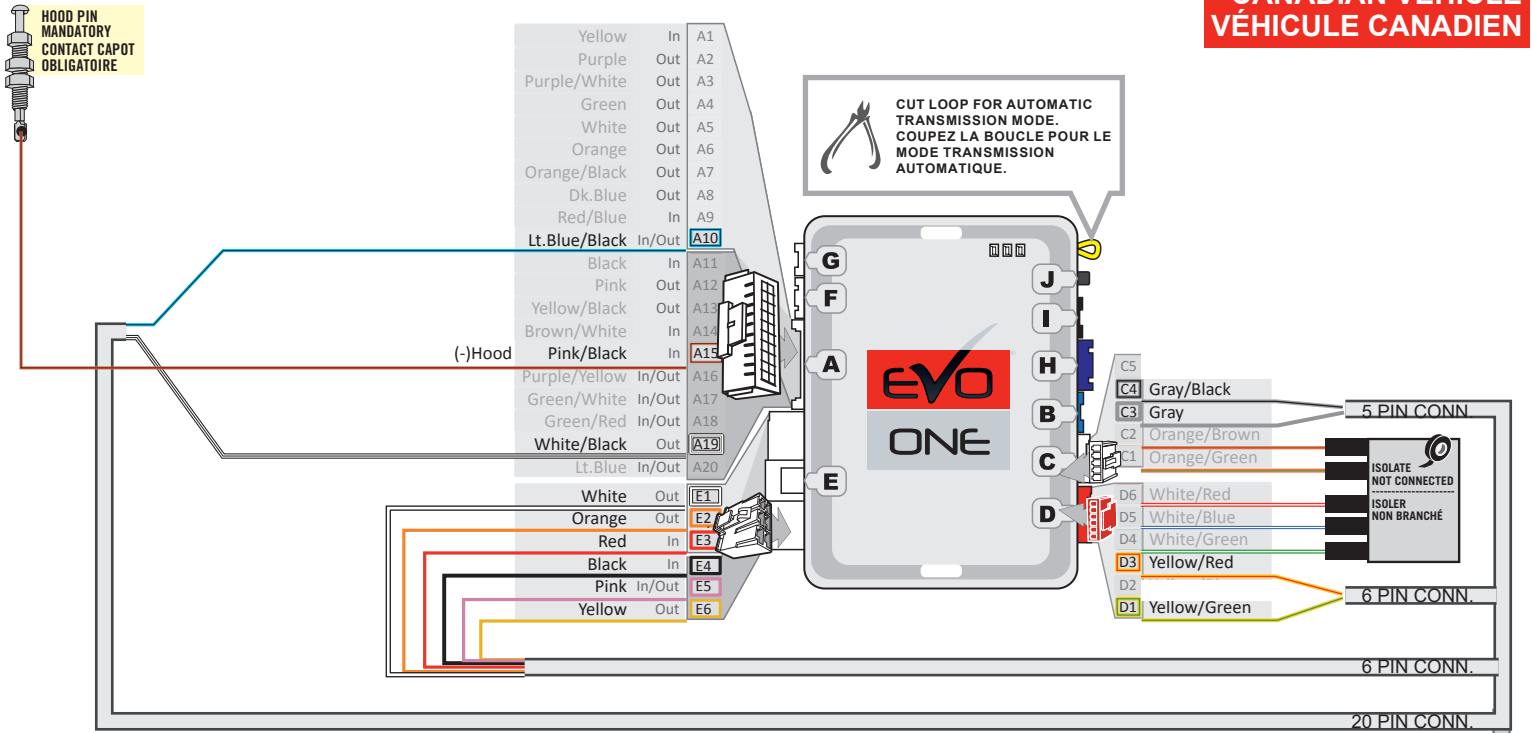 HOOD PIN
MANDATORY
CONTACT CAPOT
OBLIGATOIRE
CANADIAN VEHICLE
VÉHICULE CANADIEN
Yellow In A1
Purple Out A2
Purple/White Out A3
Green Out A4
White Out A5
Orange Out A6
Orange/Black Out A7
Dk.Blue Out A8
Red/Blue In A9
Lt.Blue/Black In/Out A10
Black In A11
Pink Out A12
Yellow/Black Out A13
Brown/White In A14
(-)Hood Pink/Black In A15
Purple/Yellow In/Out A16
Green/White In/Out A17
Green/Red In/Out A18
White/Black Out A19
Lt.Blue In/Out A20
White Out E1
Orange Out E2
Red In E3
Black In E4
Pink In/Out E5
Yellow Out E6
CUT LOOP FOR AUTOMATIC
TRANSMISSION MODE.
COUPEZ LA BOUCLE POUR LE
MODE TRANSMISSION
AUTOMATIQUE.
G
F
A
E
J
I
H
B
C
D
EVO
ONE
C5
C4 Gray/Black
C3 Gray
C2 Orange/Brown
C1 Orange/Green
D6 White/Red
D5 White/Blue
D4 White/Green
D3 Yellow/Red
D2
D1 Yellow/Green
5 PIN CONN.
ISOLATE
NOT CONNECTED
ISOLER
NON BRANCHÉ
6 PIN CONN.
6 PIN CONN.
20 PIN CONN.